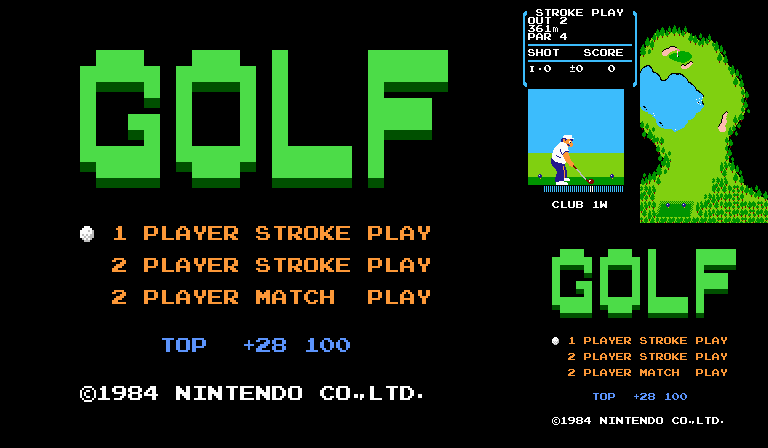 GOLF
1 PLAYER STROKE PLAY
2 PLAYER STROKE PLAY
2 PLAYER MATCH PLAY
TOP +28 100
©1984 NINTENDO CO.,LTD.
STROKE PLAY
OUT 2
361m
PAR 4
SHOT SCORE
I-0 ±0 0
CLUB 1W
GOLF
1 PLAYER STROKE PLAY
2 PLAYER STROKE PLAY
2 PLAYER MATCH PLAY
TOP +28 100
©1984 NINTENDO CO.,LTD.